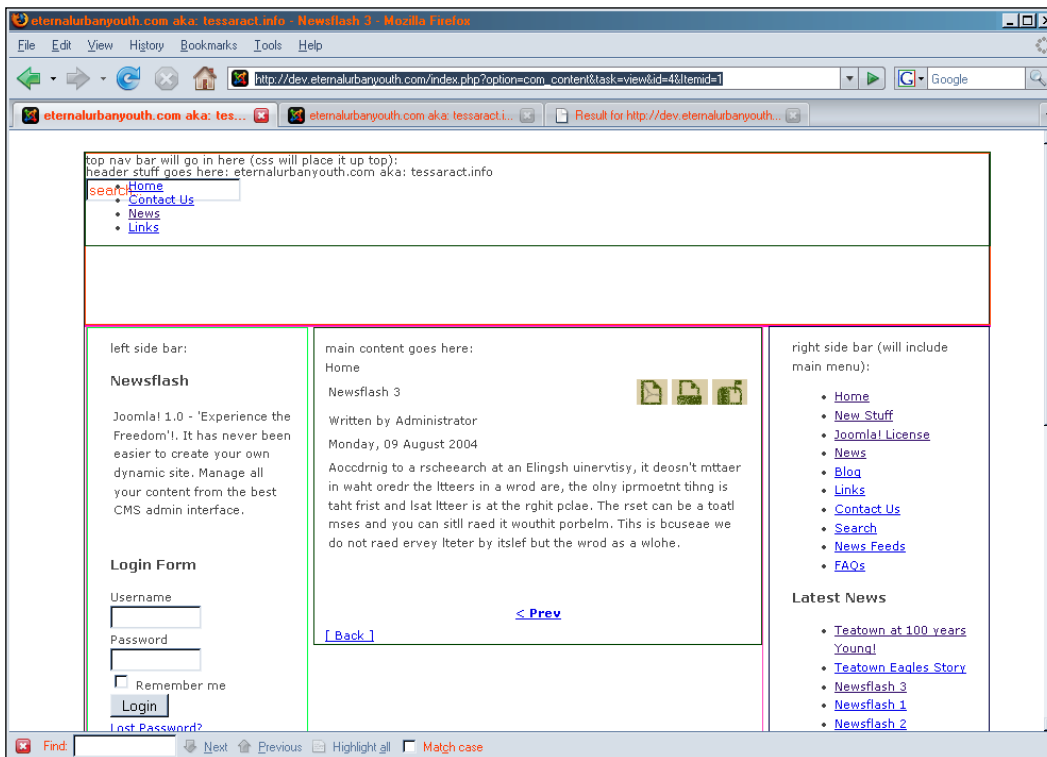 eternalurbanyouth.com aka: tessaract.info - Newsflash 3 - Mozilla Firefox
File Edit View History Bookmarks Tools Help
http://dev.eternalurbanyouth.com/index.php?option=com_content&task=view&id=4&Itemid=1
G Google
eternalurbanyouth.com aka: tes...
eternalurbanyouth.com aka: tessaract.i...
Result for http://dev.eternalurbanyouth...
top nav bar will go in here (css will place it up top):
header stuff goes here: eternalurbanyouth.com aka: tessaract.info
search...
Home
Contact Us
News
Links
left side bar:
Newsflash
Joomla! 1.0 - 'Experience the
Freedom'!. It has never been
easier to create your own
dynamic site. Manage all
your content from the best
CMS admin interface.
Login Form
Username
Password
Remember me
Login
Lost Password?
main content goes here:
Home
Newsflash 3
Written by Administrator
Monday, 09 August 2004
Aoccdrnig to a rscheearch at an Elingsh uinervtisy, it deosn't mttaer
in waht oredr the ltteers in a wrod are, the olny iprmoetnt tihng is
taht frist and lsat ltteer is at the rghit pclae. The rset can be a toatl
mses and you can sitll raed it wouthit porbelm. Tihs is bcuseae we
do not raed ervey lteter by itslef but the wrod as a wlohe.
< Prev
[ Back ]
right side bar (will include
main menu):
Home
New Stuff
Joomla! License
News
Blog
Links
Contact Us
Search
News Feeds
FAQs
Latest News
Teatown at 100 years
Young!
Teatown Eagles Story
Newsflash 3
Newsflash 1
Newsflash 2
Find:
Next Previous Highlight all Match case